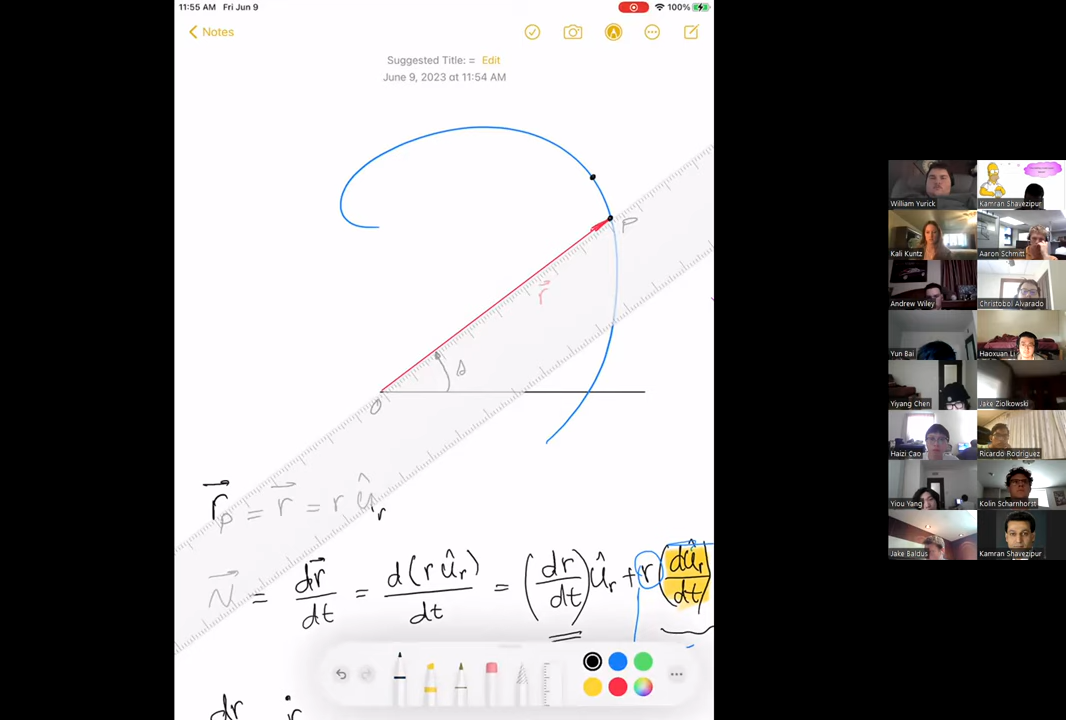 11:55 AM Fri Jun 9
100%
Notes
Suggested Title: = Edit
June 9, 2023 at 11:54 AM
P
r⃗
θ
O
r⃗_P = r⃗ = r û_r
v⃗ = dr⃗/dt = d(r û_r)/dt = (dr/dt) û_r + r (dû_r/dt)
dr ṙ
William Yurick
Kamran Shavezipur
Kali Kuntz
Aaron Schmitt
Andrew Wiley
Christobol Alvarado
Yun Bai
Haoxuan Li
Yiyang Chen
Jake Ziolkowski
Haizi Cao
Ricardo Rodriguez
Yiou Yang
Kolin Scharnhorst
Jake Baldus
Kamran Shavezipur